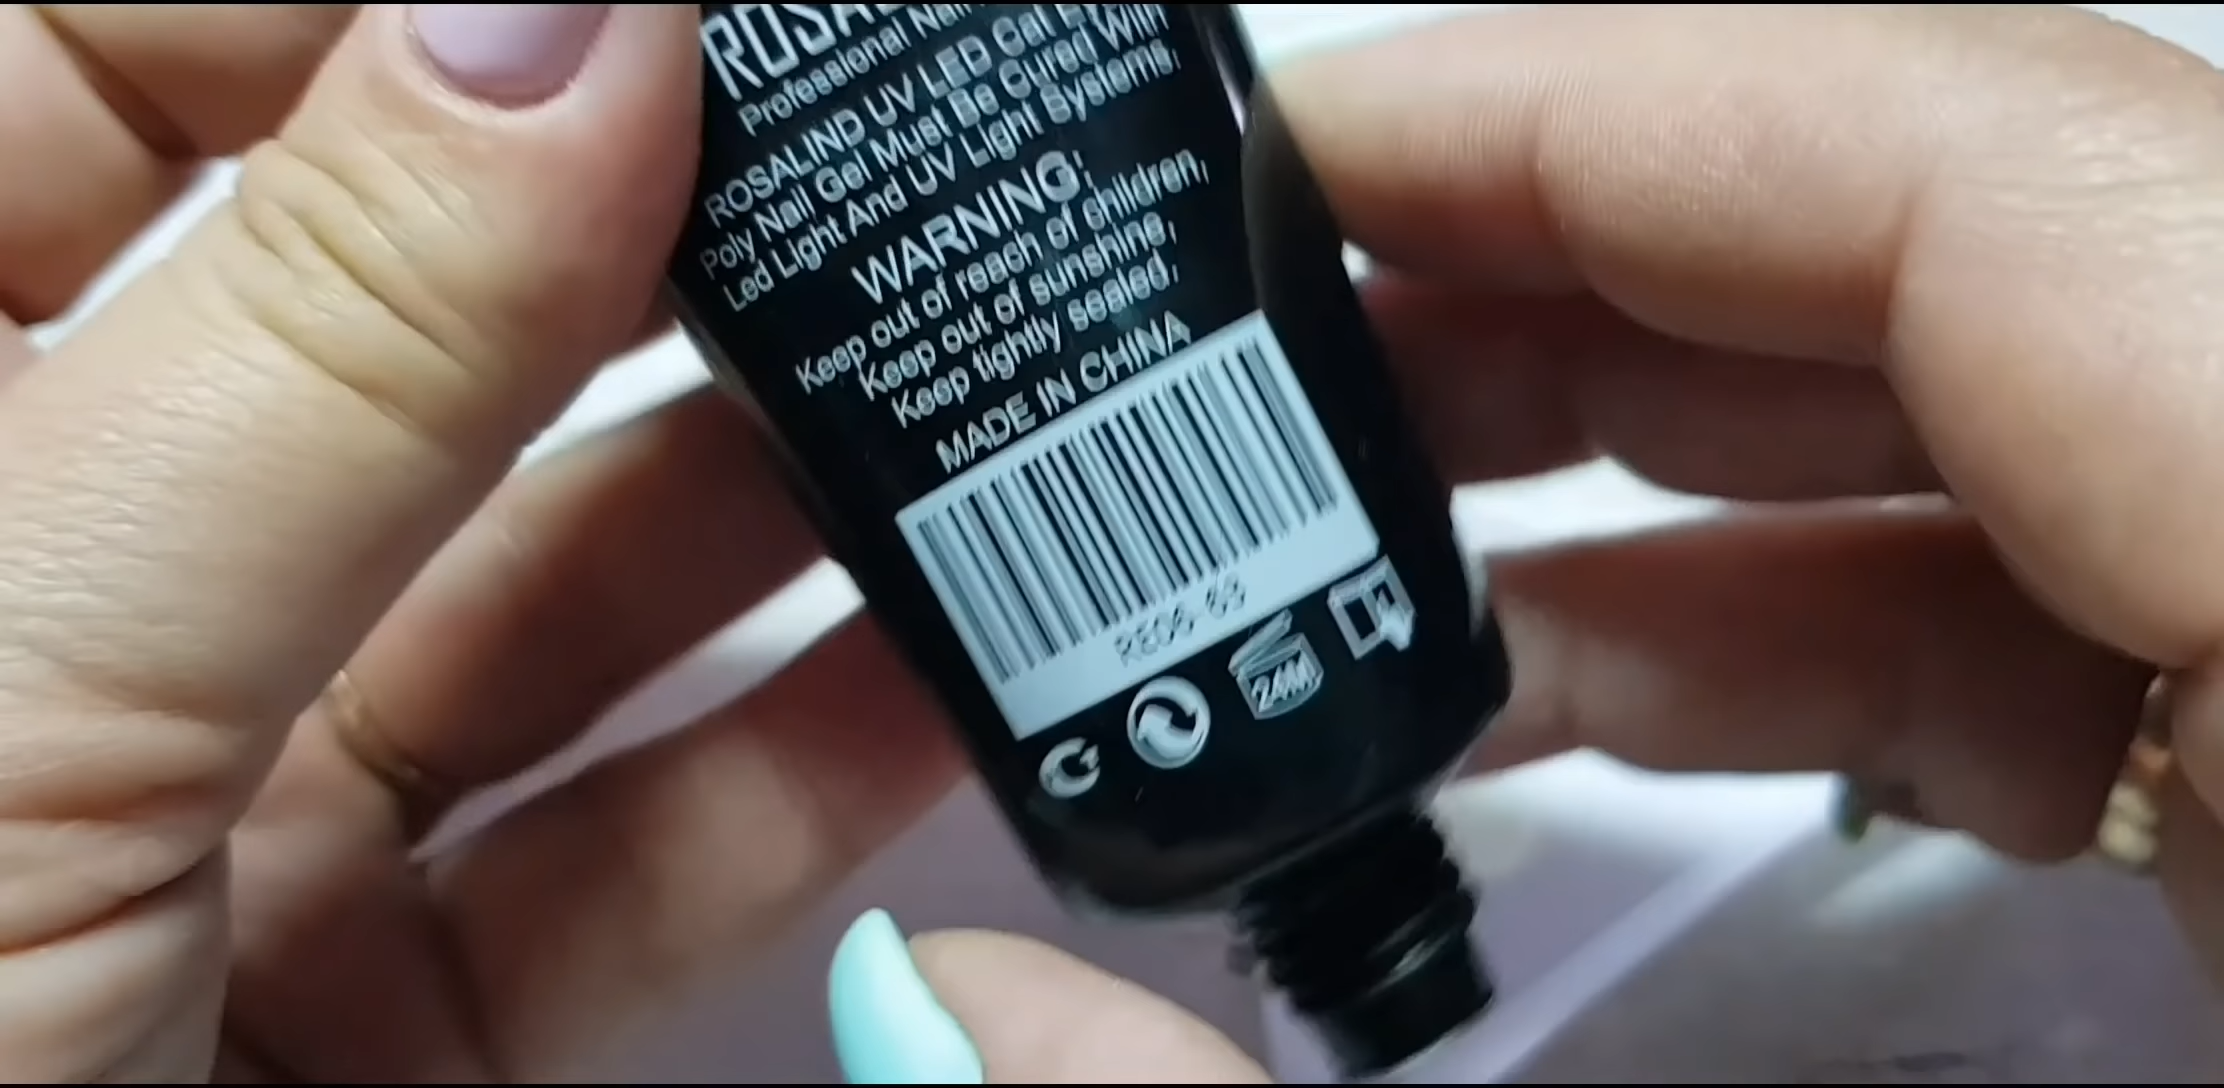 Professional Nail
ROSALIND UV LED Gel
Poly Nail Gel Must Be Cured With
Led Light And UV Light Systems.
WARNING:
Keep out of reach of children,
Keep out of sunshine,
Keep tightly sealed.
MADE IN CHINA
24M